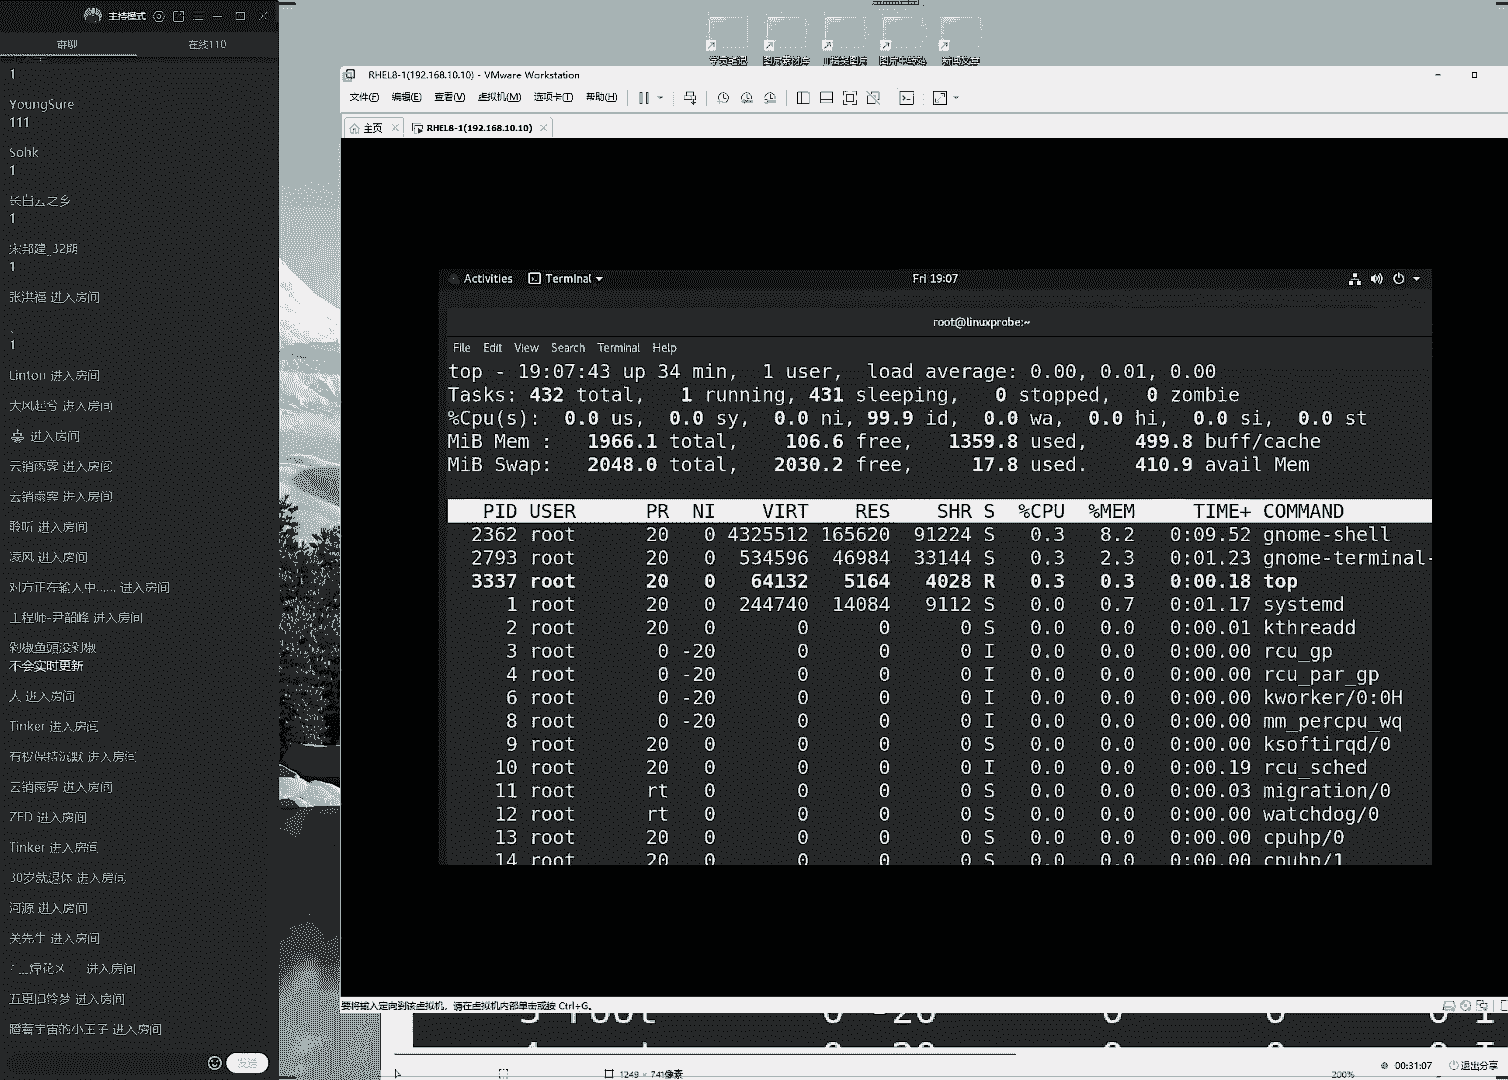 主持模式
群聊
在线110
1
YoungSure
111
Sohk
1
长白云之乡
1
1
张洪福 进入房间
、
1
Linton 进入房间
大风起兮 进入房间
进入房间
云销雨霁 进入房间
云销雨霁 进入房间
聆听 进入房间
凌风 进入房间
对方正在输入中...... 进入房间
工程师-尹韶峰 进入房间
剁椒鱼头没剁椒
不会实时更新
人 进入房间
Tinker 进入房间
有权保持沉默 进入房间
云销雨霁 进入房间
ZED 进入房间
Tinker 进入房间
30岁就退休 进入房间
河源 进入房间
关先生 进入房间
进入房间
五更旧怜梦 进入房间
瞳着宇宙的小王子 进入房间
发送
RHEL8-1(192.168.10.10) - VMware Workstation
文件(F) 编辑(E) 查看(V) 虚拟机(M) 选项卡(T) 帮助(H)
主页 RHEL8-1(192.168.10.10)
Activities Terminal Fri 19:07
root@linuxprobe:~
File Edit View Search Terminal Help
top - 19:07:43 up 34 min, 1 user, load average: 0.00, 0.01, 0.00
Tasks: 432 total, 1 running, 431 sleeping, 0 stopped, 0 zombie
%Cpu(s): 0.0 us, 0.0 sy, 0.0 ni, 99.9 id, 0.0 wa, 0.0 hi, 0.0 si, 0.0 st
MiB Mem : 1966.1 total, 106.6 free, 1359.8 used, 499.8 buff/cache
MiB Swap: 2048.0 total, 2030.2 free, 17.8 used. 410.9 avail Mem
PID USER PR NI VIRT RES SHR S %CPU %MEM TIME+ COMMAND
2362 root 20 0 4325512 165620 91224 S 0.3 8.2 0:09.52 gnome-shell
2793 root 20 0 534596 46984 33144 S 0.3 2.3 0:01.23 gnome-terminal-
3337 root 20 0 64132 5164 4028 R 0.3 0.3 0:00.18 top
1 root 20 0 244740 14084 9112 S 0.0 0.7 0:01.17 systemd
2 root 20 0 0 0 0 S 0.0 0.0 0:00.01 kthreadd
3 root 0 -20 0 0 0 I 0.0 0.0 0:00.00 rcu_gp
4 root 0 -20 0 0 0 I 0.0 0.0 0:00.00 rcu_par_gp
6 root 0 -20 0 0 0 I 0.0 0.0 0:00.00 kworker/0:0H
8 root 0 -20 0 0 0 I 0.0 0.0 0:00.00 mm_percpu_wq
9 root 20 0 0 0 0 S 0.0 0.0 0:00.00 ksoftirqd/0
10 root 20 0 0 0 0 I 0.0 0.0 0:00.19 rcu_sched
11 root rt 0 0 0 0 S 0.0 0.0 0:00.03 migration/0
12 root rt 0 0 0 0 S 0.0 0.0 0:00.00 watchdog/0
13 root 20 0 0 0 0 S 0.0 0.0 0:00.00 cpuhp/0
14 root 20 0 0 0 0 S 0.0 0.0 0:00.00 cpuhp/1
要将输入定向到该虚拟机，请在虚拟机内部单击或按 Ctrl+G。
3 root 0 -20 0 0 0 I
1249 × 741像素 200% 00:31:07 退出分享